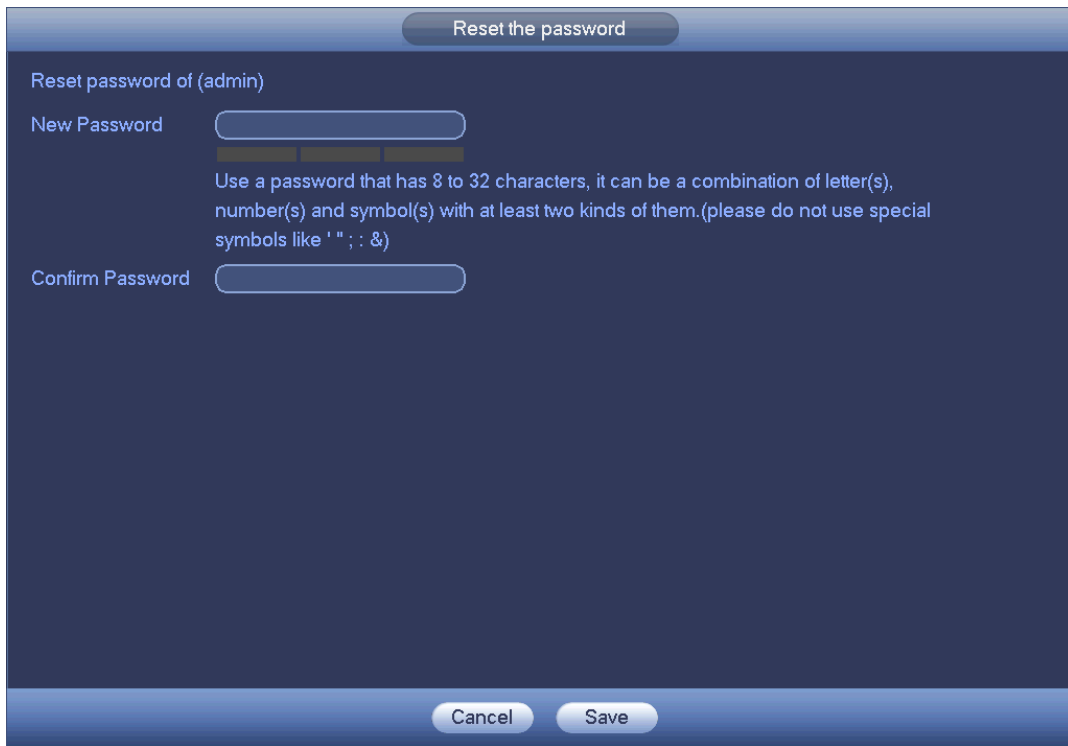 Reset the password
Reset password of (admin)
New Password
Use a password that has 8 to 32 characters, it can be a combination of letter(s),
number(s) and symbol(s) with at least two kinds of them.(please do not use special
symbols like ' " ; : &)
Confirm Password
Cancel Save